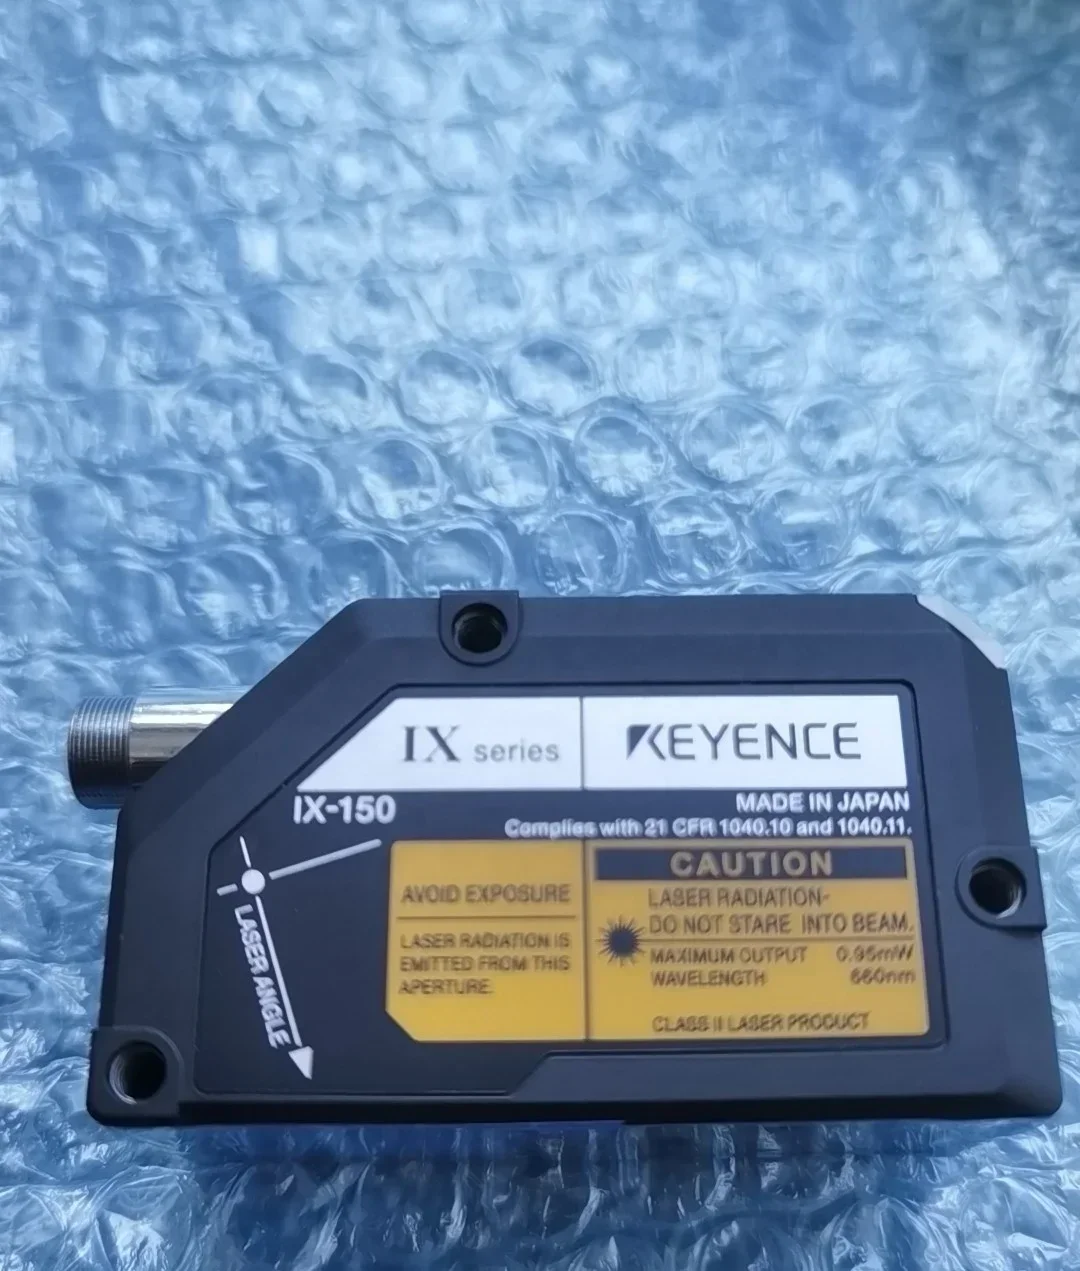 IX series
KEYENCE
IX-150
MADE IN JAPAN
Complies with 21 CFR 1040.10 and 1040.11.
LASER ANGLE
AVOID EXPOSURE
LASER RADIATION IS
EMITTED FROM THIS
APERTURE.
CAUTION
LASER RADIATION-
DO NOT STARE INTO BEAM.
MAXIMUM OUTPUT 0.95mW
WAVELENGTH 660nm
CLASS II LASER PRODUCT